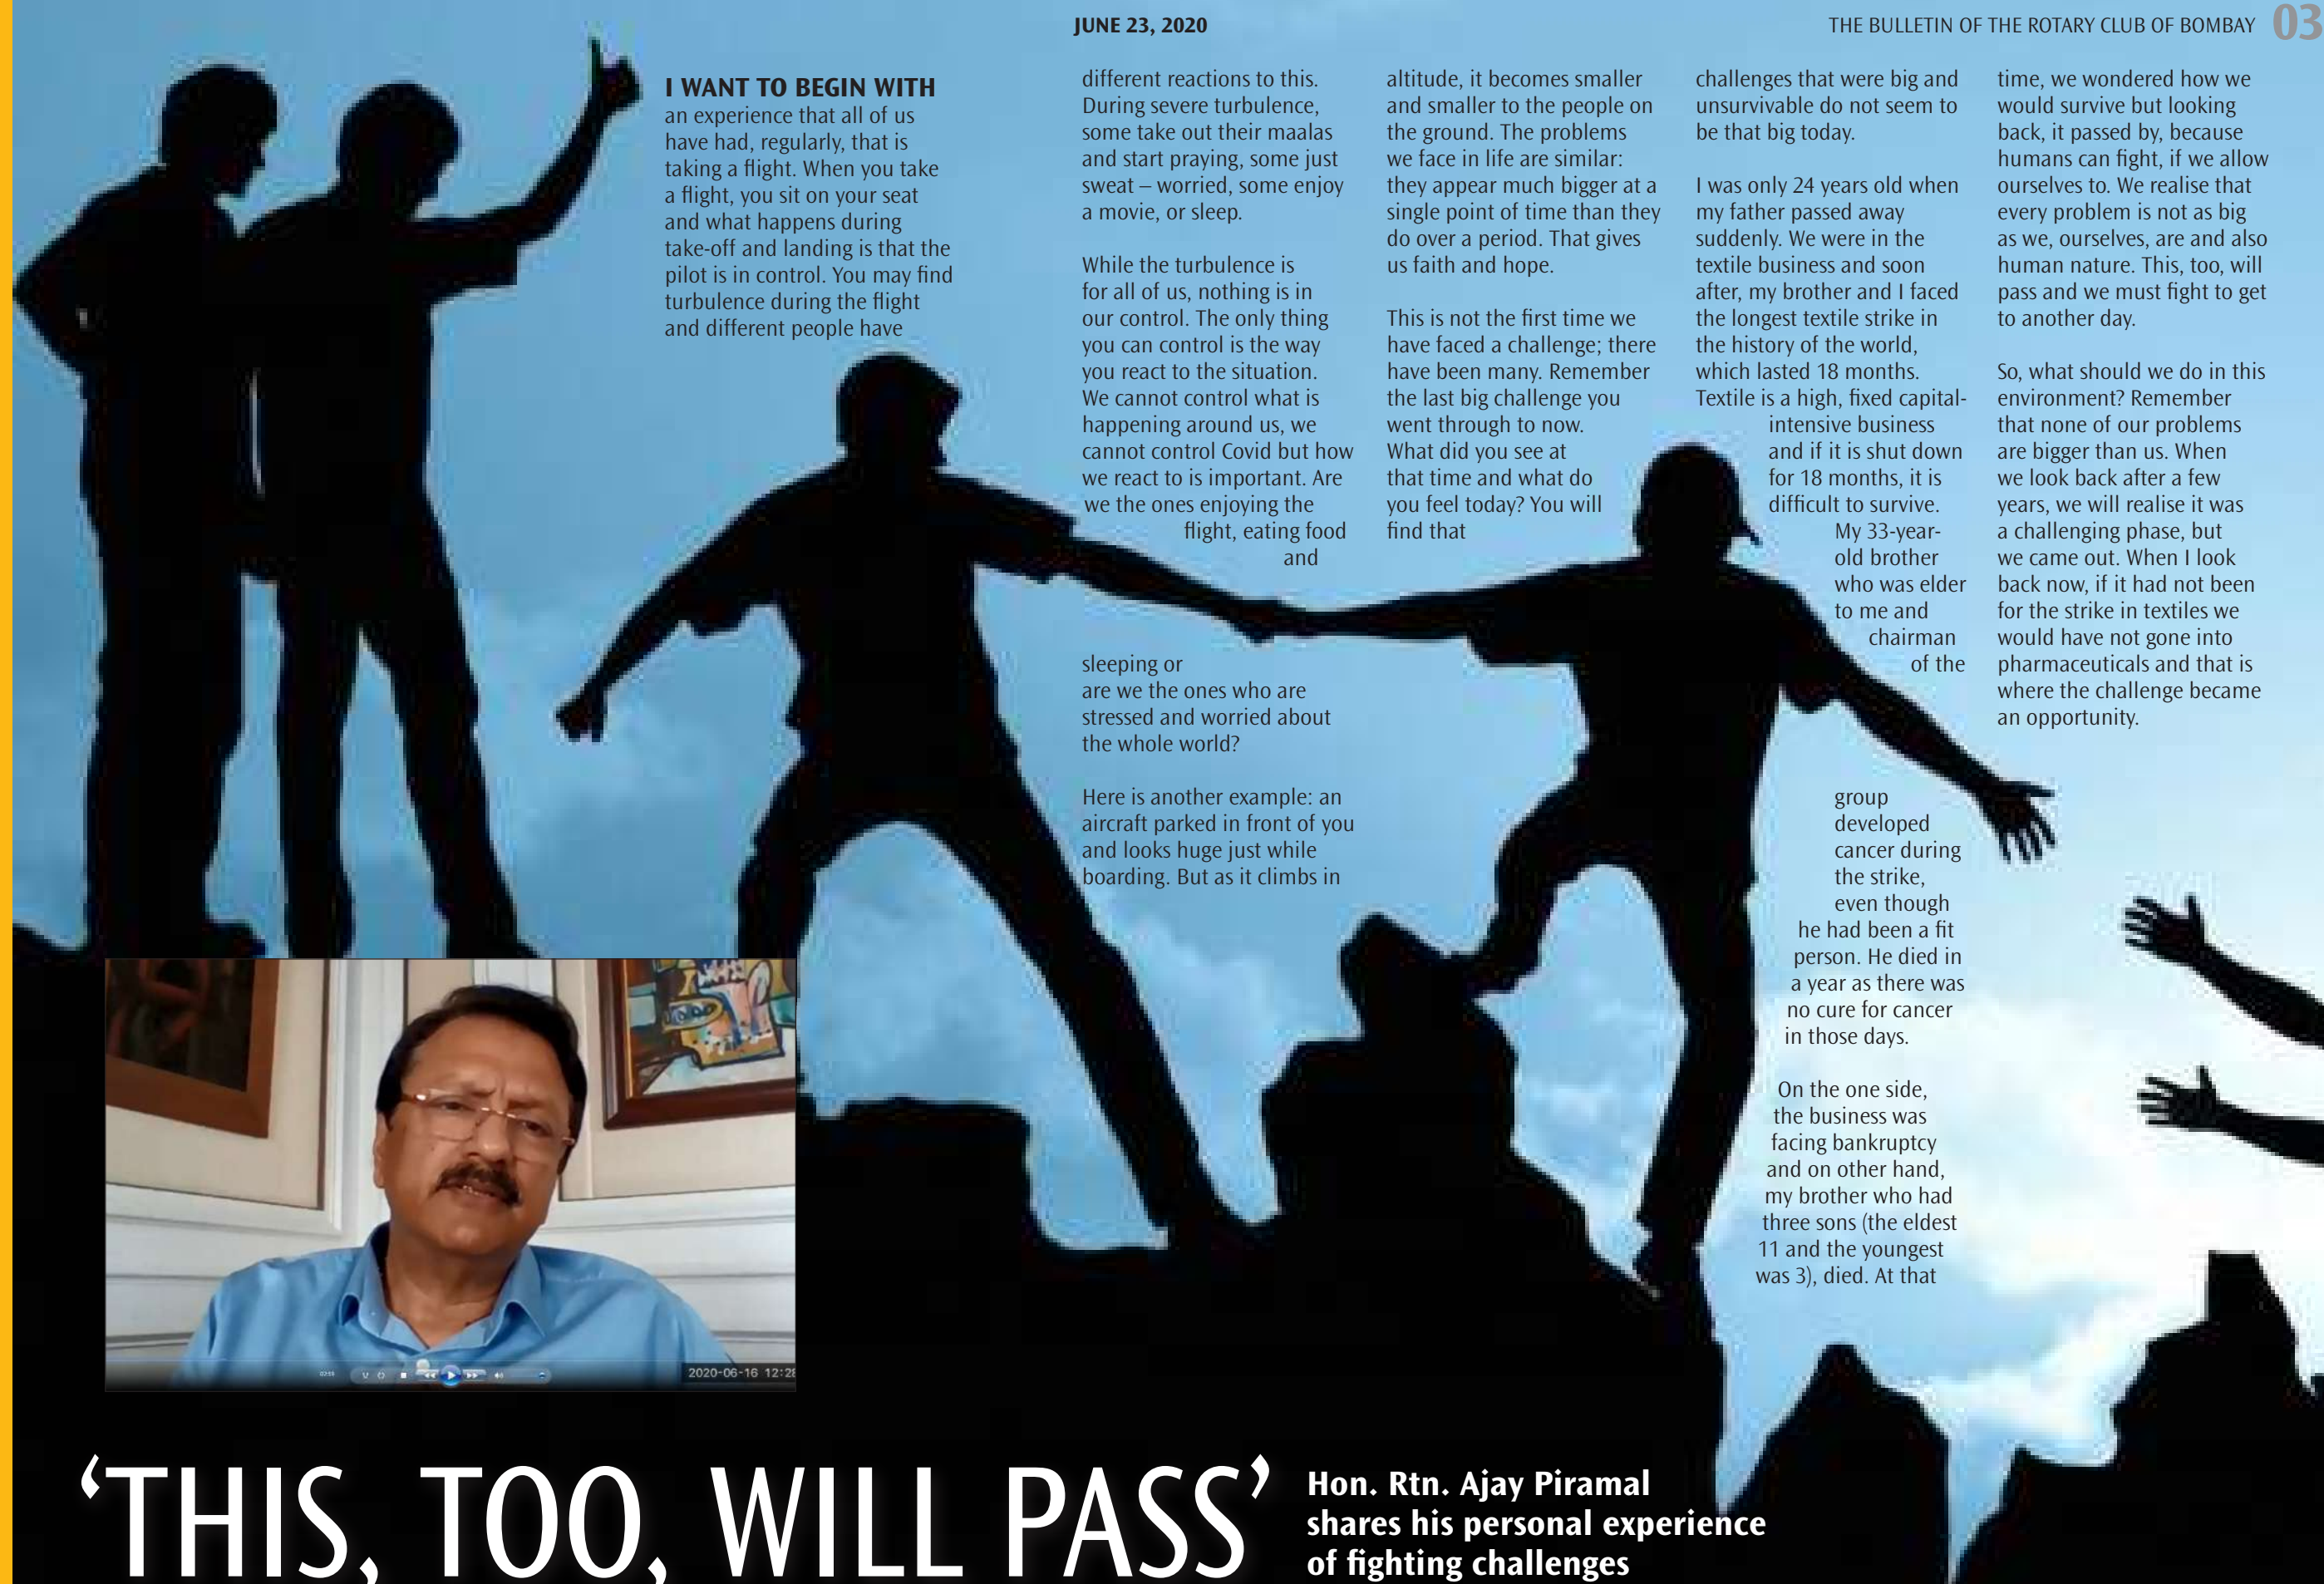 JUNE 23, 2020
THE BULLETIN OF THE ROTARY CLUB OF BOMBAY 03
I WANT TO BEGIN WITH
an experience that all of us
have had, regularly, that is
taking a flight. When you take
a flight, you sit on your seat
and what happens during
take-off and landing is that the
pilot is in control. You may find
turbulence during the flight
and different people have
different reactions to this.
During severe turbulence,
some take out their maalas
and start praying, some just
sweat – worried, some enjoy
a movie, or sleep.
While the turbulence is
for all of us, nothing is in
our control. The only thing
you can control is the way
you react to the situation.
We cannot control what is
happening around us, we
cannot control Covid but how
we react to is important. Are
we the ones enjoying the
flight, eating food
and
sleeping or
are we the ones who are
stressed and worried about
the whole world?
Here is another example: an
aircraft parked in front of you
and looks huge just while
boarding. But as it climbs in
altitude, it becomes smaller
and smaller to the people on
the ground. The problems
we face in life are similar:
they appear much bigger at a
single point of time than they
do over a period. That gives
us faith and hope.
This is not the first time we
have faced a challenge; there
have been many. Remember
the last big challenge you
went through to now.
What did you see at
that time and what do
you feel today? You will
find that
challenges that were big and
unsurvivable do not seem to
be that big today.
I was only 24 years old when
my father passed away
suddenly. We were in the
textile business and soon
after, my brother and I faced
the longest textile strike in
the history of the world,
which lasted 18 months.
Textile is a high, fixed capital-
intensive business
and if it is shut down
for 18 months, it is
difficult to survive.
My 33-year-
old brother
who was elder
to me and
chairman
of the
group
developed
cancer during
the strike,
even though
he had been a fit
person. He died in
a year as there was
no cure for cancer
in those days.
On the one side,
the business was
facing bankruptcy
and on other hand,
my brother who had
three sons (the eldest
11 and the youngest
was 3), died. At that
time, we wondered how we
would survive but looking
back, it passed by, because
humans can fight, if we allow
ourselves to. We realise that
every problem is not as big
as we, ourselves, are and also
human nature. This, too, will
pass and we must fight to get
to another day.
So, what should we do in this
environment? Remember
that none of our problems
are bigger than us. When
we look back after a few
years, we will realise it was
a challenging phase, but
we came out. When I look
back now, if it had not been
for the strike in textiles we
would have not gone into
pharmaceuticals and that is
where the challenge became
an opportunity.
2020-06-16 12:28
‘THIS, TOO, WILL PASS’
Hon. Rtn. Ajay Piramal
shares his personal experience
of fighting challenges